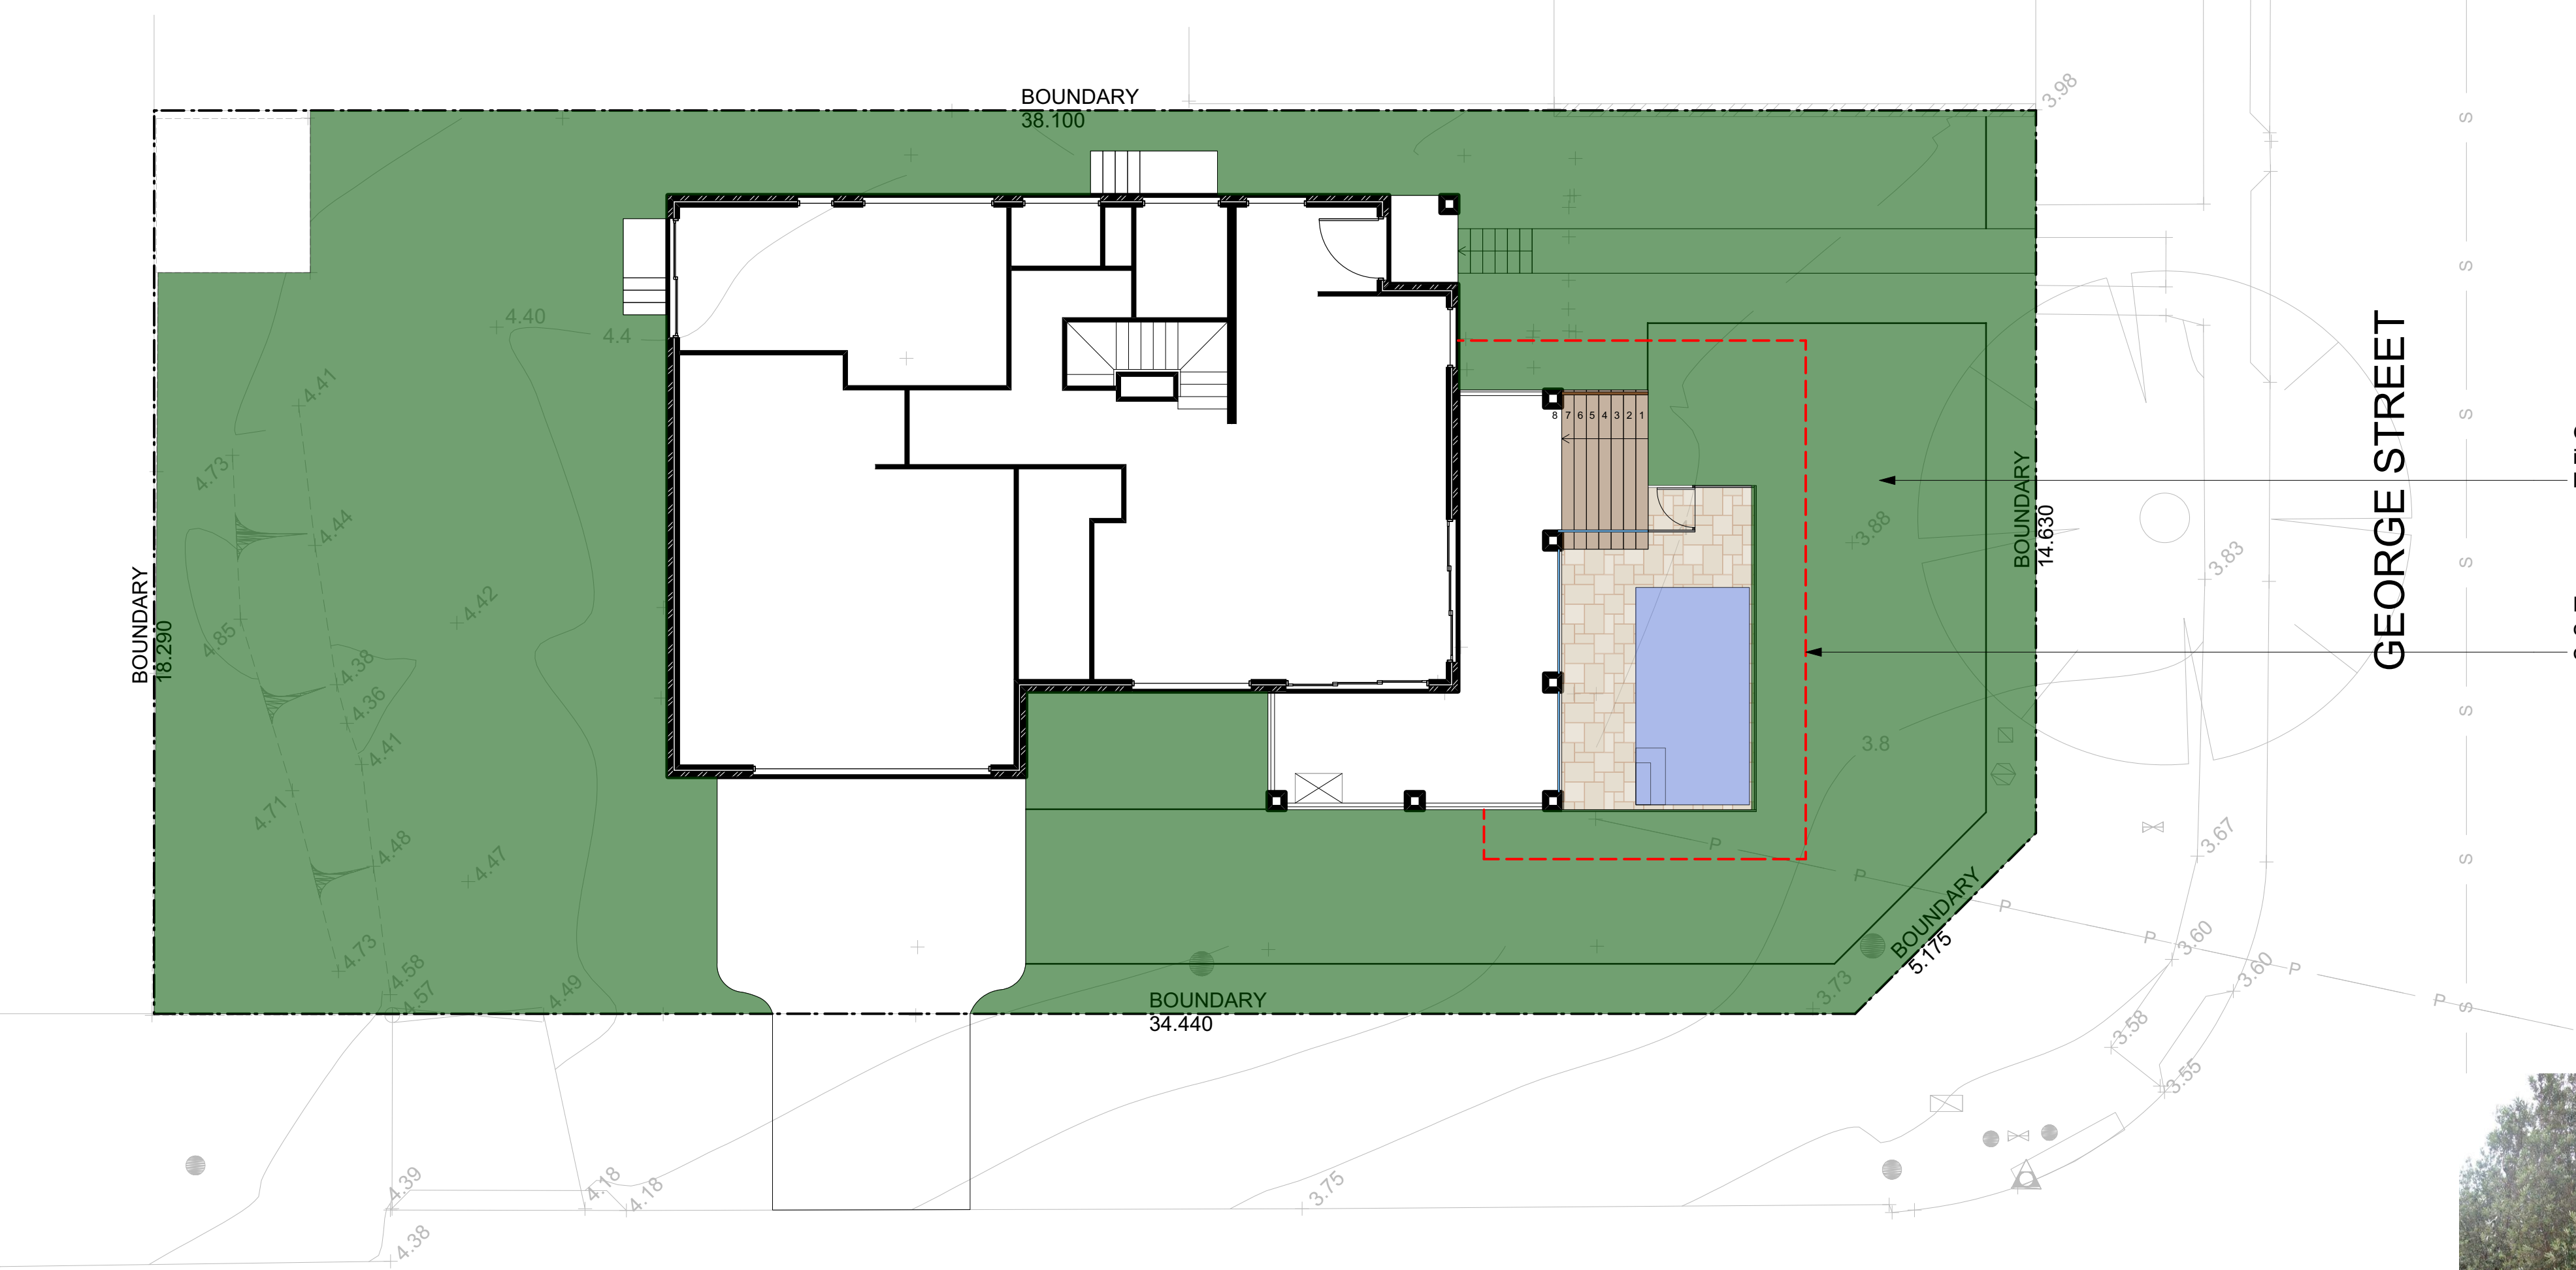 BOUNDARY
38.100
3.98
S
S
4.40
4.4
4.41
8 7 6 5 4 3 2 1
S
4.73
4.44
BOUNDARY
14.630
3.88
3.83
GEORGE STREET
S
BOUNDARY
18.290
4.42
4.85
4.38
4.36
4.41
3.8
S
4.71
4.48
4.47
P
P
P
P
P
P
3.67
S
4.73
4.58
4.57
4.49
BOUNDARY
5.175
3.60
3.60
3.73
BOUNDARY
34.440
3.58
3.55
S
4.39
4.18
4.18
3.75
4.38